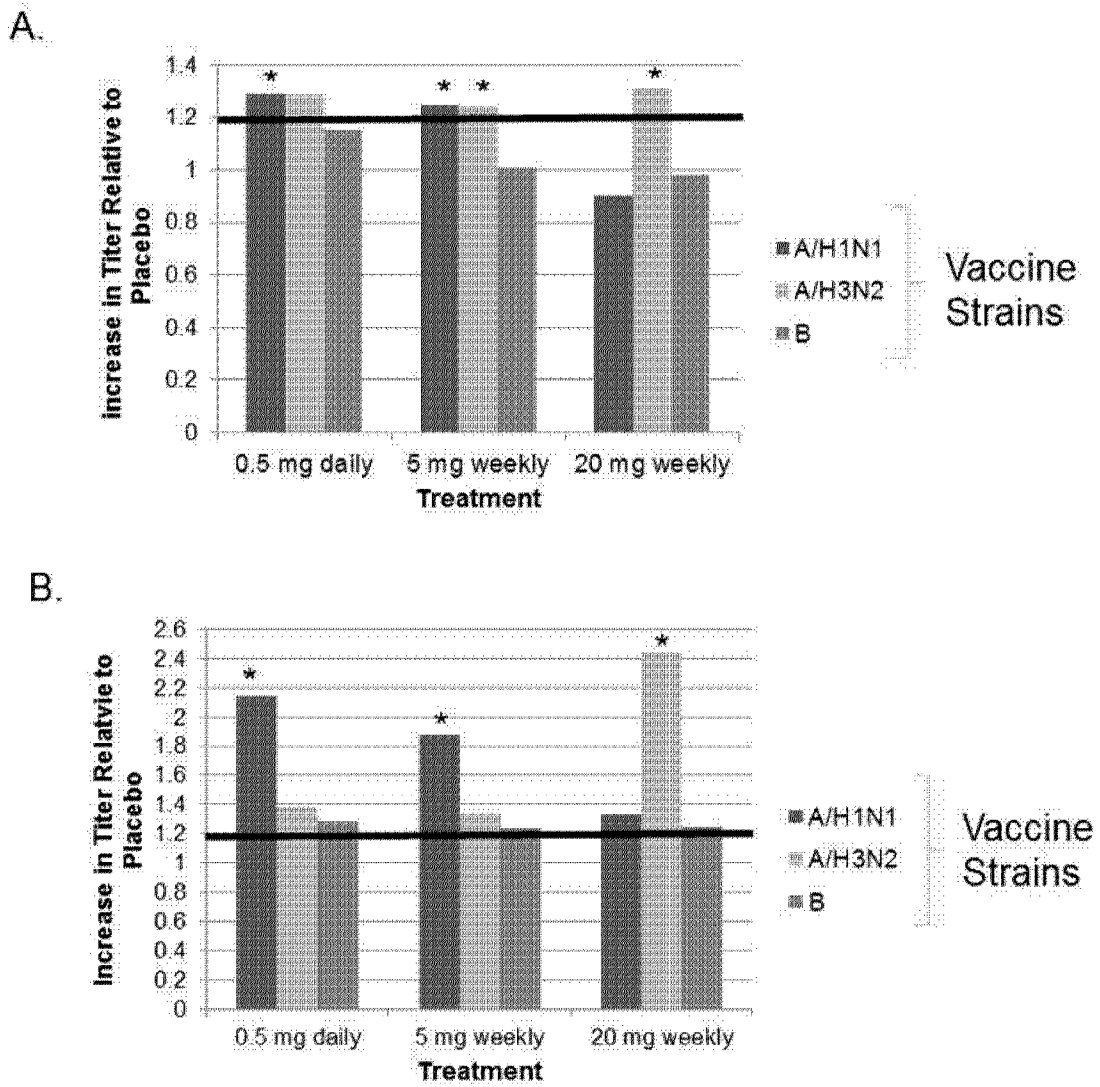 A.
increase in Titer Relative to
Placebo
1.4
1.2
1
0.8
0.6
0.4
0.2
0
*
* *
*
0.5 mg daily 5 mg weekly 20 mg weekly
Treatment
A/H1N1
A/H3N2
B
Vaccine
Strains
B.
Increase in Titer Relatvie to
Placebo
2.6
2.4
2.2
2
1.8
1.6
1.4
1.2
1
0.8
0.6
0.4
0.2
0
*
*
*
0.5 mg daily 5 mg weekly 20 mg weekly
Treatment
A/H1N1
A/H3N2
B
Vaccine
Strains